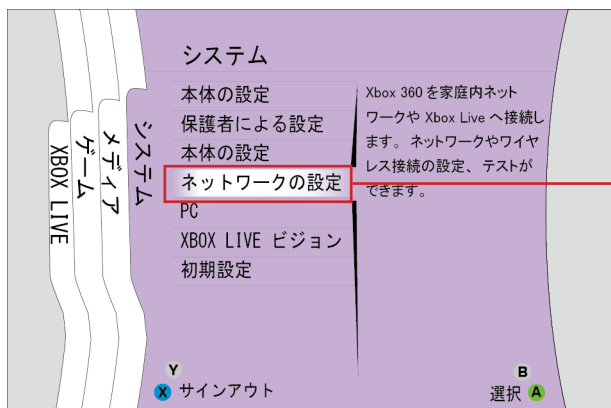 システム
本体の設定
保護者による設定
本体の設定
ネットワークの設定
PC
XBOX LIVE ビジョン
初期設定
Xbox 360 を家庭内ネット
ワークや Xbox Live へ接続し
ます。ネットワークやワイヤ
レス接続の設定、テストが
できます。
XBOX LIVE
ゲーム
メディア
システム
Y
X サインアウト
B
選択 A